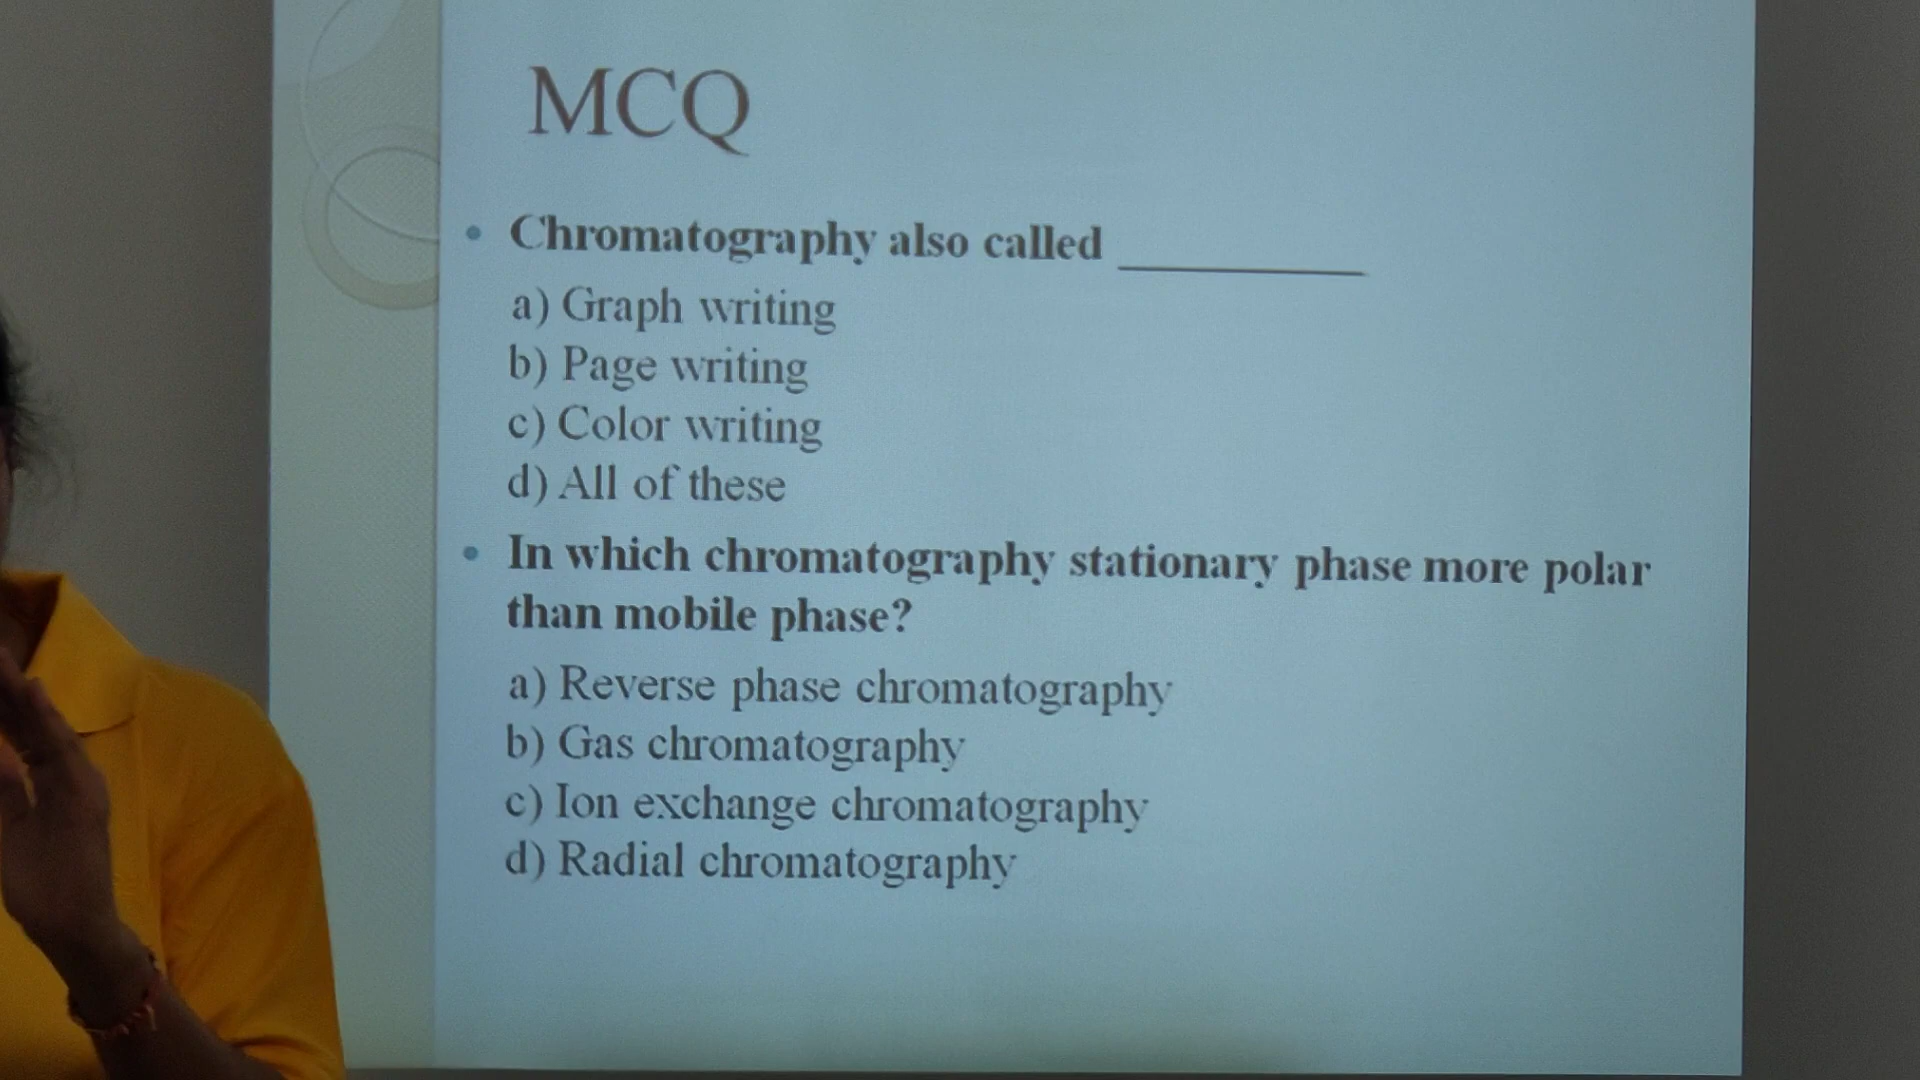 MCQ
• Chromatography also called __________
a) Graph writing
b) Page writing
c) Color writing
d) All of these
• In which chromatography stationary phase more polar
than mobile phase?
a) Reverse phase chromatography
b) Gas chromatography
c) Ion exchange chromatography
d) Radial chromatography